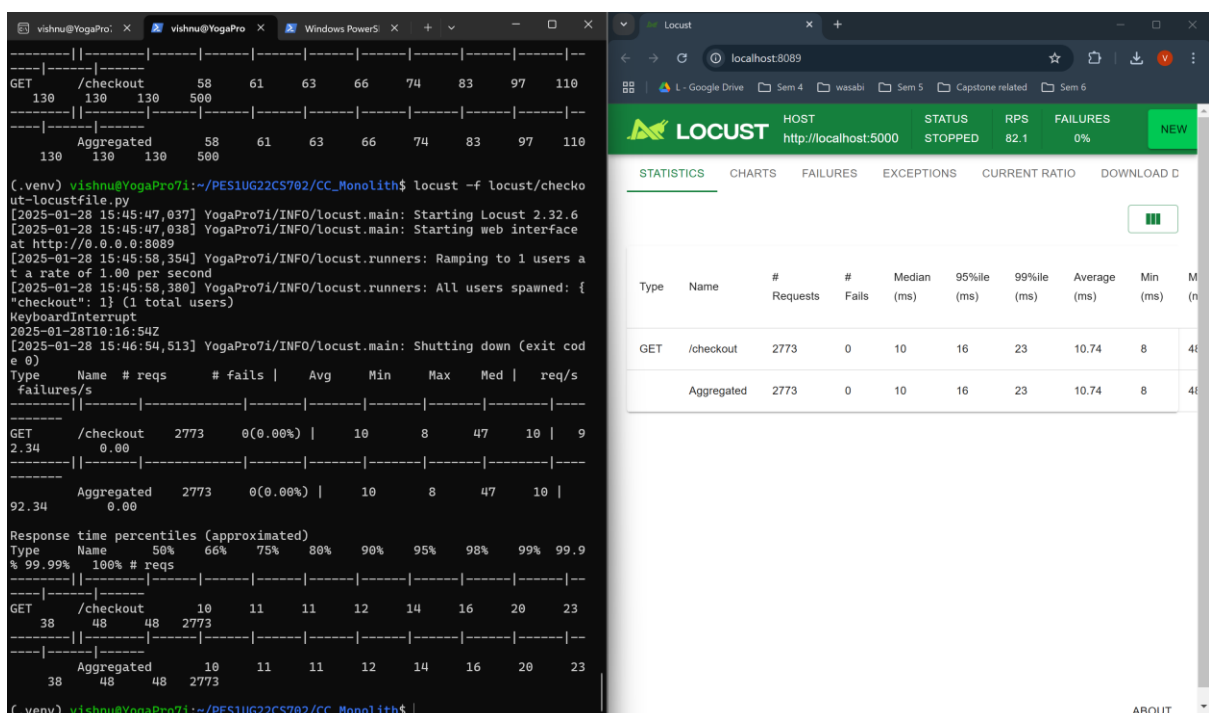 vishnu@YogaPro7 × vishnu@YogaPro × Windows PowerS × + 
--------||--------|------|------|------|------|------|------|--
----|------|------
GET /checkout 58 61 63 66 74 83 97 110
130 130 130 500
--------||--------|------|------|------|------|------|------|--
----|------|------
Aggregated 58 61 63 66 74 83 97 110
130 130 130 500
(.venv) vishnu@YogaPro7i:~/PES1UG22CS702/CC_Monolith$ locust -f locust/checko
ut-locustfile.py
[2025-01-28 15:45:47,037] YogaPro7i/INFO/locust.main: Starting Locust 2.32.6
[2025-01-28 15:45:47,038] YogaPro7i/INFO/locust.main: Starting web interface
at http://0.0.0.0:8089
[2025-01-28 15:45:58,354] YogaPro7i/INFO/locust.runners: Ramping to 1 users a
t a rate of 1.00 per second
[2025-01-28 15:45:58,380] YogaPro7i/INFO/locust.runners: All users spawned: {
"checkout": 1} (1 total users)
KeyboardInterrupt
2025-01-28T10:16:54Z
[2025-01-28 15:46:54,513] YogaPro7i/INFO/locust.main: Shutting down (exit cod
e 0)
Type Name # reqs # fails | Avg Min Max Med | req/s
failures/s
--------||-------|-------------|-------|-------|-------|-------|--------|----
-------
GET /checkout 2773 0(0.00%) | 10 8 47 10 | 9
2.34 0.00
--------||-------|-------------|-------|-------|-------|-------|--------|----
-------
Aggregated 2773 0(0.00%) | 10 8 47 10 |
92.34 0.00
Response time percentiles (approximated)
Type Name 50% 66% 75% 80% 90% 95% 98% 99% 99.9
% 99.99% 100% # reqs
--------||--------|------|------|------|------|------|------|--
----|------|------
GET /checkout 10 11 11 12 14 16 20 23
38 48 48 2773
--------||--------|------|------|------|------|------|------|--
----|------|------
Aggregated 10 11 11 12 14 16 20 23
38 48 48 2773
(.venv) vishnu@YogaPro7i:~/PES1UG22CS702/CC_Monolith$
Locust × +
localhost:8089
V
L - Google Drive Sem 4 wasabi Sem 5 Capstone related Sem 6
LOCUST
HOST STATUS RPS FAILURES
http://localhost:5000 STOPPED 82.1 0%
NEW
STATISTICS CHARTS FAILURES EXCEPTIONS CURRENT RATIO DOWNLOAD D
Type Name # Requests # Fails Median (ms) 95%ile (ms) 99%ile (ms) Average (ms) Min (ms)
GET /checkout 2773 0 10 16 23 10.74 8 48
Aggregated 2773 0 10 16 23 10.74 8 48
ABOUT